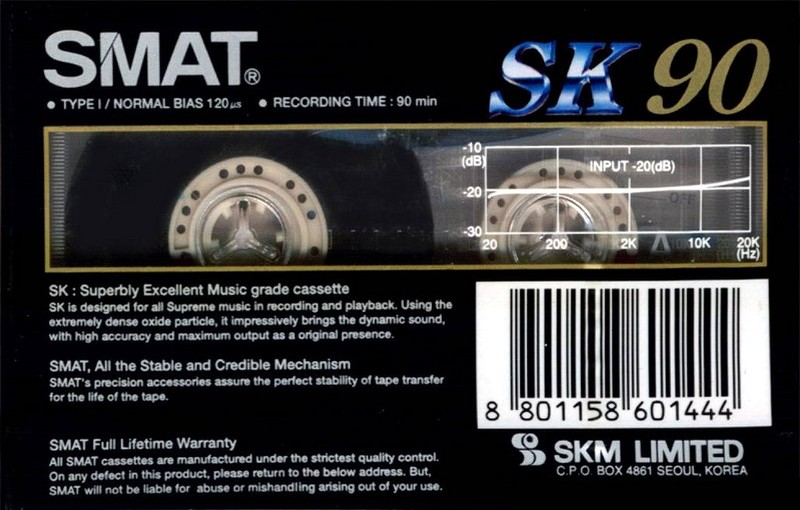 SMAT®
SK 90
• TYPE I / NORMAL BIAS 120µs • RECORDING TIME : 90 min
-10
(dB)
INPUT -20(dB)
-20
-30
20 200 2K 10K 20K
(Hz)
SK : Superbly Excellent Music grade cassette
SK is designed for all Supreme music in recording and playback. Using the
extremely dense oxide particle, it impressively brings the dynamic sound,
with high accuracy and maximum output as a original presence.
SMAT, All the Stable and Credible Mechanism
SMAT's precision accessories assure the perfect stability of tape transfer
for the life of the tape.
SMAT Full Lifetime Warranty
All SMAT cassettes are manufactured under the strictest quality control.
On any defect in this product, please return to the below address. But,
SMAT will not be liable for abuse or mishandling arising out of your use.
8 801158 601444
SKM LIMITED
C.P.O. BOX 4861 SEOUL, KOREA